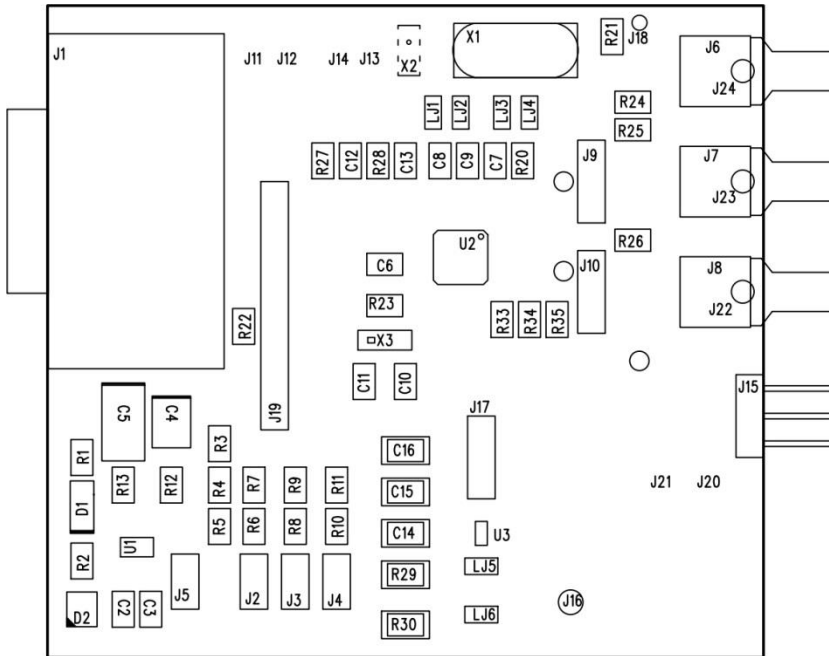 J1
J11 J12 J14 J13
X2
X1
R21
J18
J6
J24
LJ1 LJ2 LJ3 LJ4
R24
R25
R27 C12 R28 C13 C8 C9 C7 R20
J9
J7
J23
U2
R26
C6
J10
J8
J22
R23
R22
X3
R33 R34 R35
C11 C10
J19
J15
C5 C4
J17
R1
R3
C16
R13 R12 R4 R7 R9 R11
C15
J21 J20
D1
R5 R6 R8 R10
C14
U3
U1
R2
J5
J2 J3 J4
R29
LJ5
D2
C2 C3
R30
LJ6
J16